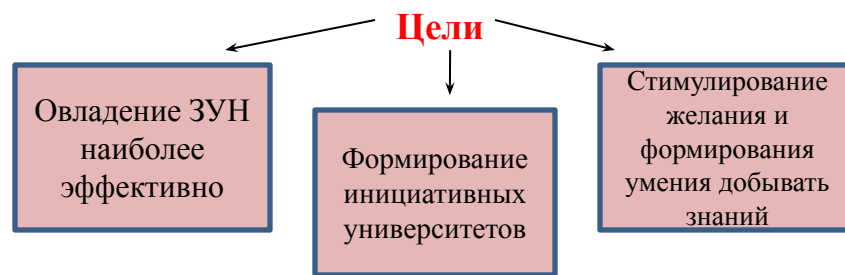 Цели
Овладение ЗУН
наиболее
эффективно
Формирование
инициативных
университетов
Стимулирование
желания и
формирования
умения добывать
знаний